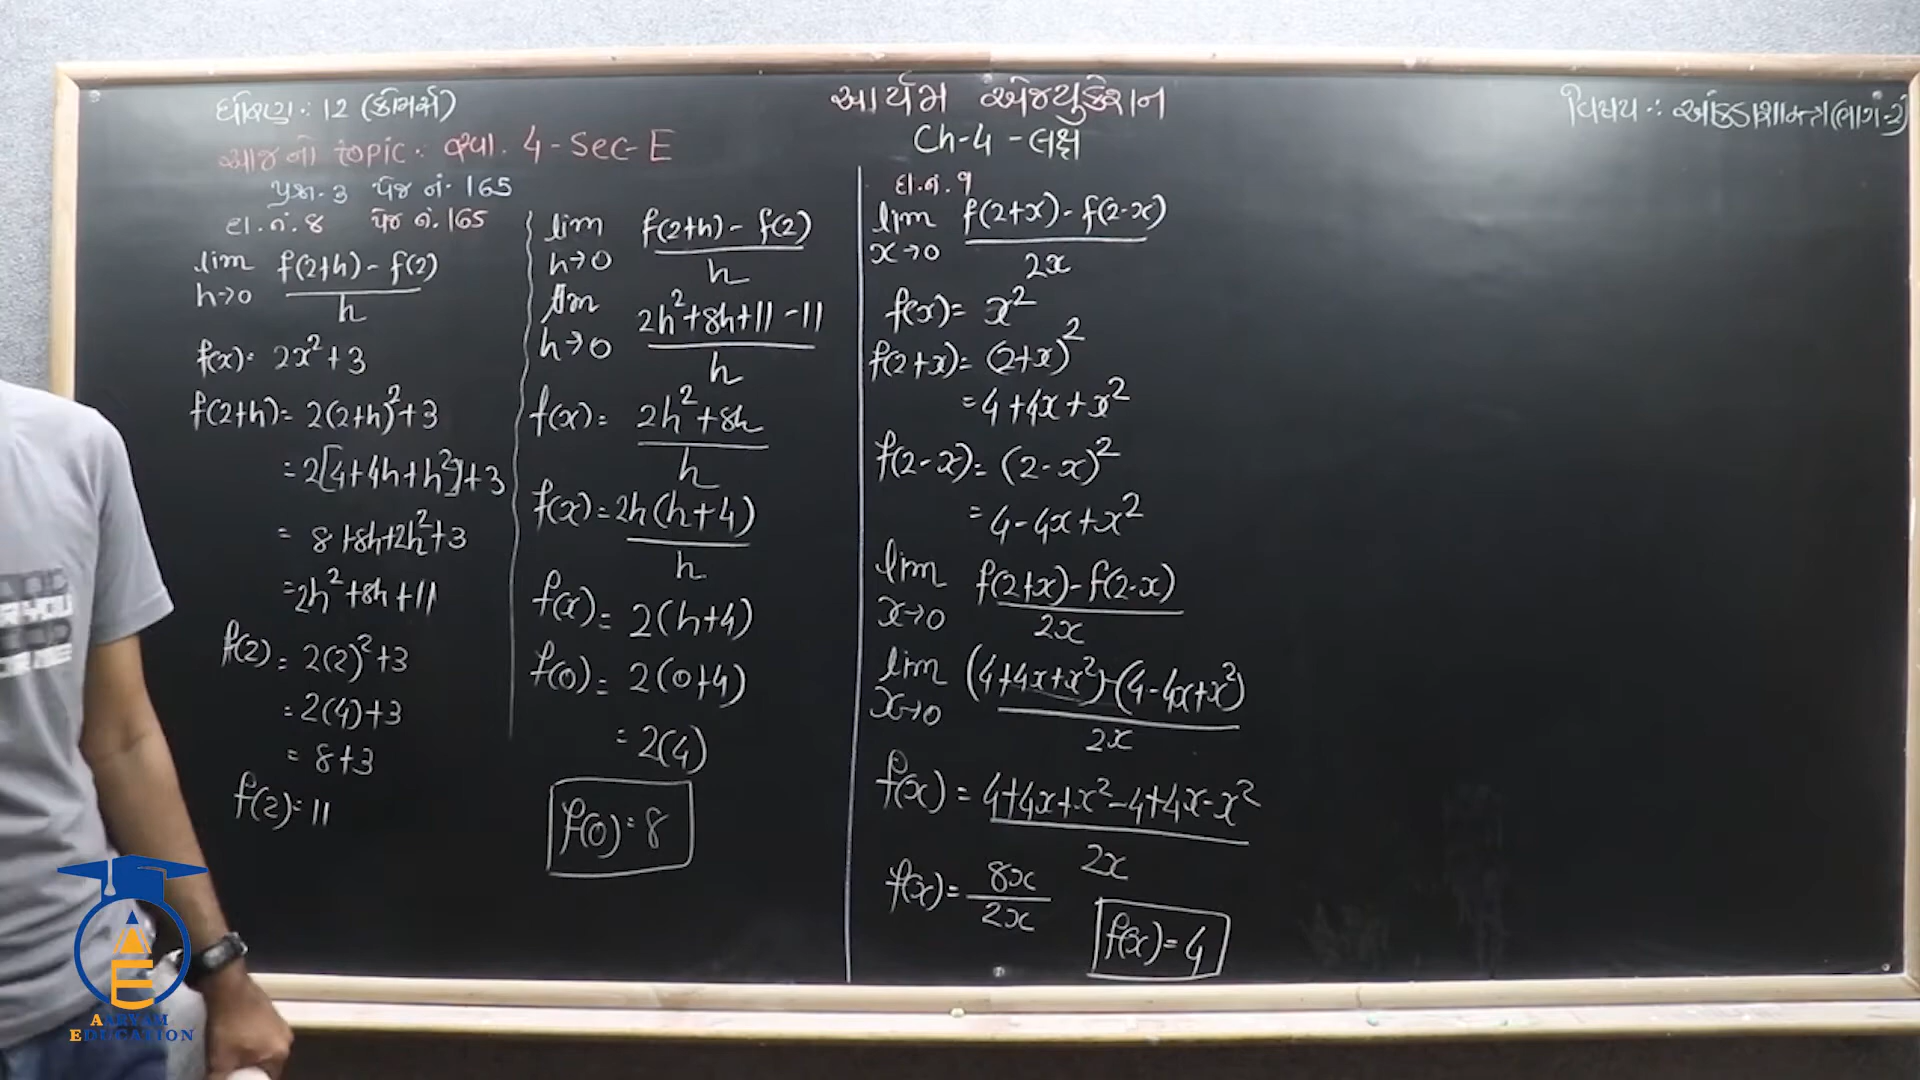 ધોરણ : 12 (કોમર્સ)
આર્યમ એજ્યુકેશન
વિષય : આંકડાશાસ્ત્ર (ભાગ-2)
આજનો topic : સ્વા. 4 - Sec - E
Ch-4 - લક્ષ
પ્રશ્ન. 3 પેજ નં. 165
દા.નં. 8 પેજ નં. 165
lim h→0 f(2+h) - f(2) / h
f(x) = 2x² + 3
f(2+h) = 2(2+h)² + 3
= 2[4+4h+h²]+3
= 8+8h+2h²+3
= 2h²+8h+11
f(2) = 2(2)²+3
= 2(4)+3
= 8+3
f(2) = 11
lim h→0 f(2+h) - f(2) / h
lim h→0 2h²+8h+11-11 / h
f(x) = 2h²+8h / h
f(x) = 2h(h+4) / h
f(x) = 2(h+4)
f(0) = 2(0+4)
= 2(4)
f(0) = 8
દા.નં. 9
lim x→0 f(2+x) - f(2-x) / 2x
f(x) = x²
f(2+x) = (2+x)²
= 4+4x+x²
f(2-x) = (2-x)²
= 4-4x+x²
lim x→0 f(2+x) - f(2-x) / 2x
lim x→0 (4+4x+x²)-(4-4x+x²) / 2x
f(x) = 4+4x+x²-4+4x-x² / 2x
f(x) = 8x / 2x
f(x) = 4
AARYAM
EDUCATION